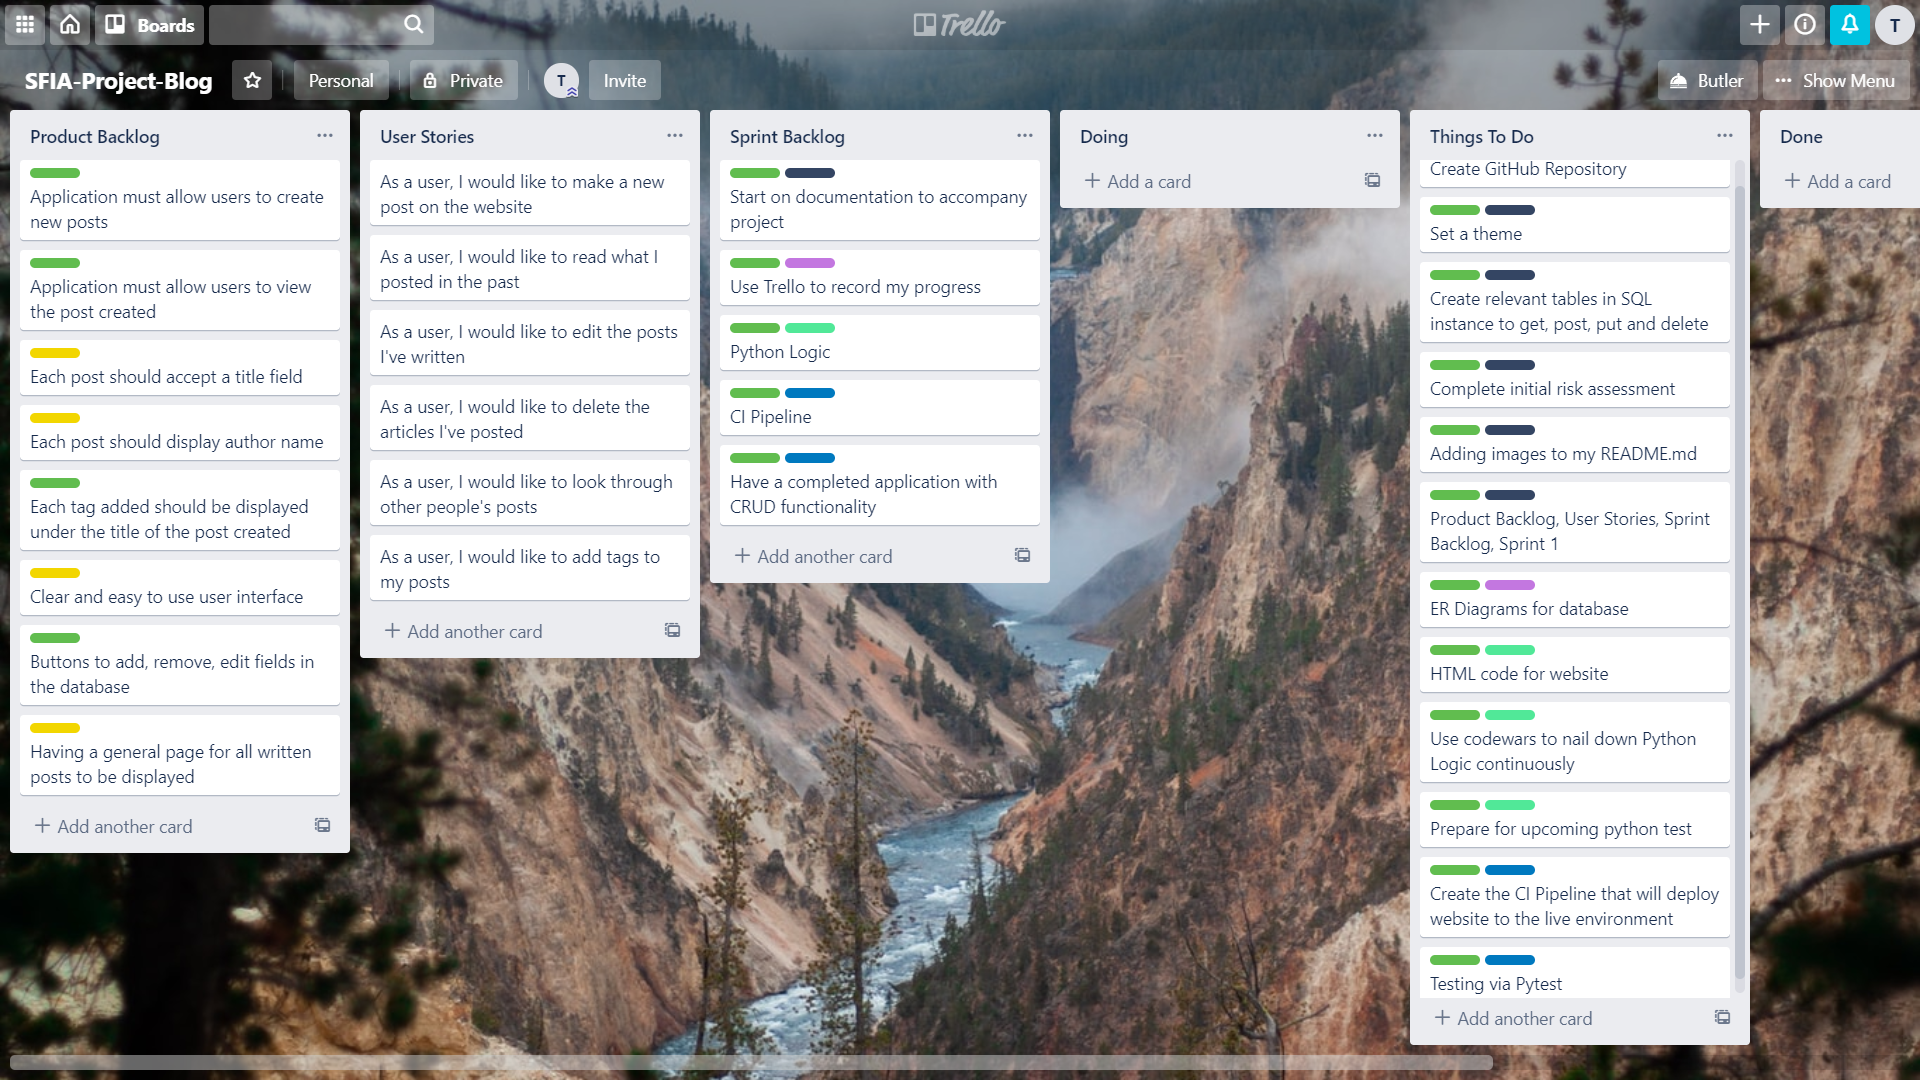 Boards
Trello
T
SFIA-Project-Blog
Personal
Private
T
Invite
Butler
Show Menu
Product Backlog
Application must allow users to create
new posts
Application must allow users to view
the post created
Each post should accept a title field
Each post should display author name
Each tag added should be displayed
under the title of the post created
Clear and easy to use user interface
Buttons to add, remove, edit fields in
the database
Having a general page for all written
posts to be displayed
+ Add another card
User Stories
As a user, I would like to make a new
post on the website
As a user, I would like to read what I
posted in the past
As a user, I would like to edit the posts
I've written
As a user, I would like to delete the
articles I've posted
As a user, I would like to look through
other people's posts
As a user, I would like to add tags to
my posts
+ Add another card
Sprint Backlog
Start on documentation to accompany
project
Use Trello to record my progress
Python Logic
CI Pipeline
Have a completed application with
CRUD functionality
+ Add another card
Doing
+ Add a card
Things To Do
Create GitHub Repository
Set a theme
Create relevant tables in SQL
instance to get, post, put and delete
Complete initial risk assessment
Adding images to my README.md
Product Backlog, User Stories, Sprint
Backlog, Sprint 1
ER Diagrams for database
HTML code for website
Use codewars to nail down Python
Logic continuously
Prepare for upcoming python test
Create the CI Pipeline that will deploy
website to the live environment
Testing via Pytest
+ Add another card
Done
+ Add a card